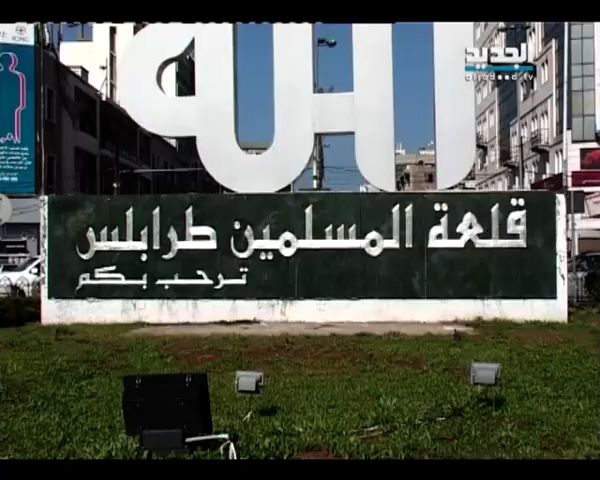 الجديد
aljadeed.tv
الله
قلعة المسلمين طرابلس
ترحب بكم